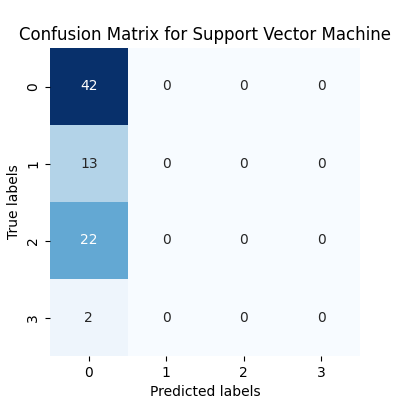 Confusion Matrix for Support Vector Machine
True labels
0 42 0 0 0
1 13 0 0 0
2 22 0 0 0
3 2 0 0 0
0 1 2 3
Predicted labels